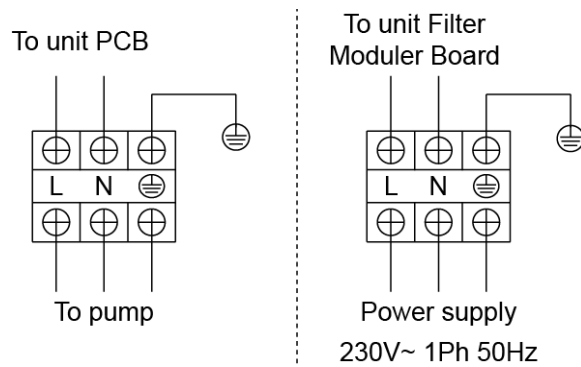 To unit PCB
L N
To pump
To unit Filter
Moduler Board
L N
Power supply
230V~ 1Ph 50Hz